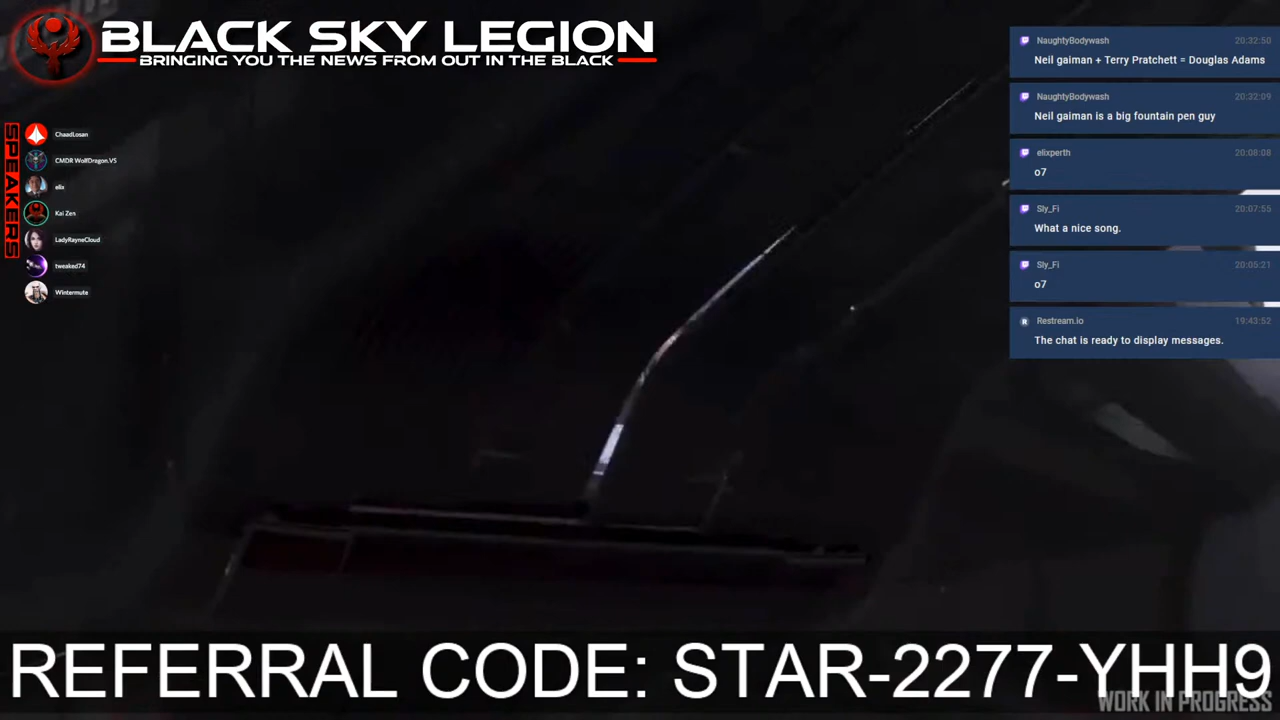 BLACK SKY LEGION
BRINGING YOU THE NEWS FROM OUT IN THE BLACK
SPEAKERS
ChaadLosan
CMDR WolfDragon.VS
elix
Kai Zen
LadyRayneCloud
tweaked74
Wintermute
NaughtyBodywash 20:32:50
Neil gaiman + Terry Pratchett = Douglas Adams
NaughtyBodywash 20:32:09
Neil gaiman is a big fountain pen guy
elixperth 20:08:08
o7
Sly_Fi 20:07:55
What a nice song.
Sly_Fi 20:05:21
o7
Restream.io 19:43:52
The chat is ready to display messages.
REFERRAL CODE: STAR-2277-YHH9
WORK IN PROGRESS